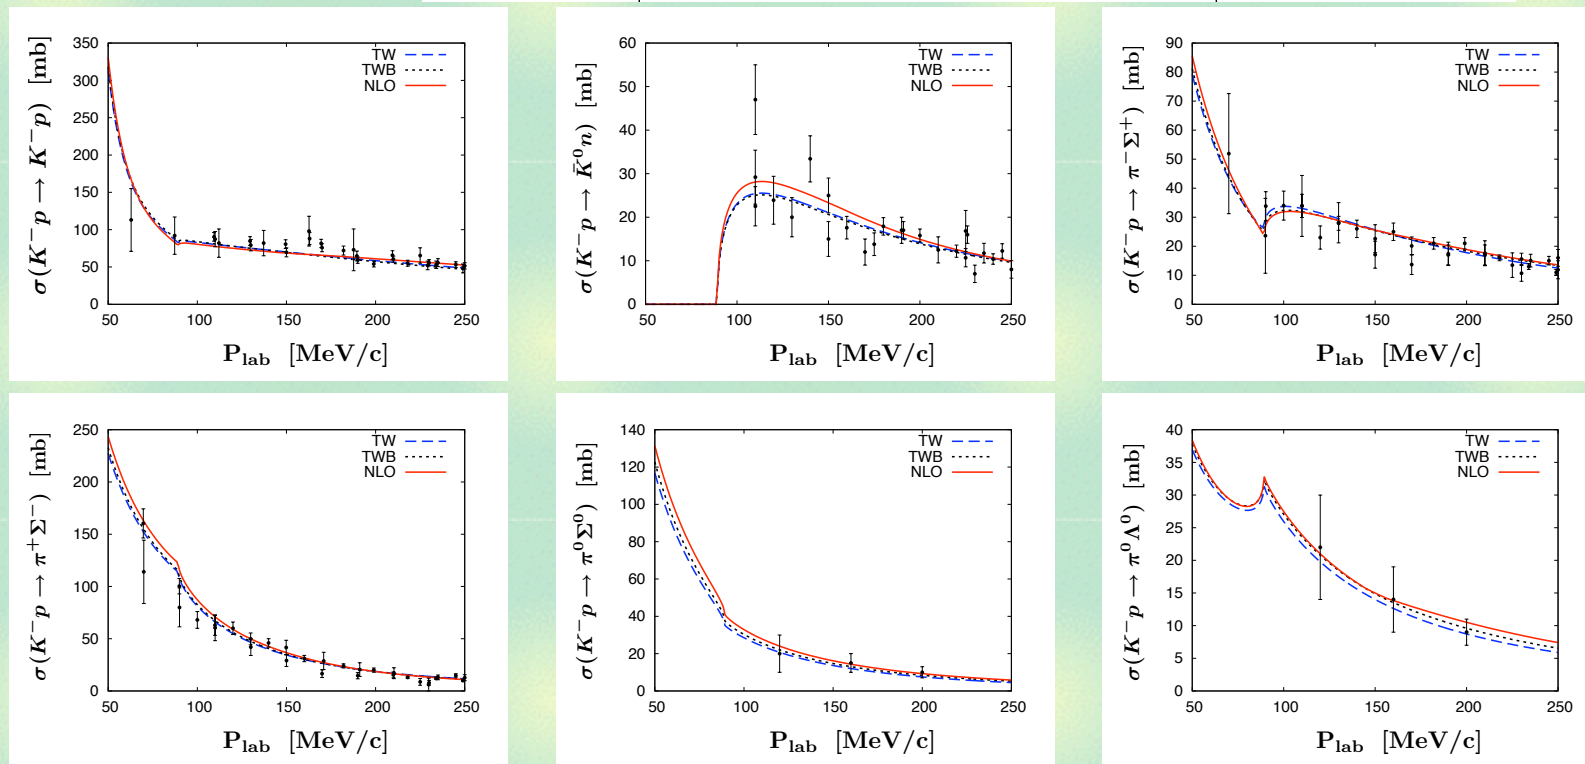 σ(K⁻p → K⁻p) [mb]
350
300
250
200
150
100
50
0
TW
TWB
NLO
50 100 150 200 250
P_lab [MeV/c]
σ(K⁻p → K̄⁰n) [mb]
60
50
40
30
20
10
0
TW
TWB
NLO
50 100 150 200 250
P_lab [MeV/c]
σ(K⁻p → π⁻Σ⁺) [mb]
90
80
70
60
50
40
30
20
10
0
TW
TWB
NLO
50 100 150 200 250
P_lab [MeV/c]
σ(K⁻p → π⁺Σ⁻) [mb]
250
200
150
100
50
0
TW
TWB
NLO
50 100 150 200 250
P_lab [MeV/c]
σ(K⁻p → π⁰Σ⁰) [mb]
140
120
100
80
60
40
20
0
TW
TWB
NLO
50 100 150 200 250
P_lab [MeV/c]
σ(K⁻p → π⁰Λ⁰) [mb]
40
35
30
25
20
15
10
5
0
TW
TWB
NLO
50 100 150 200 250
P_lab [MeV/c]